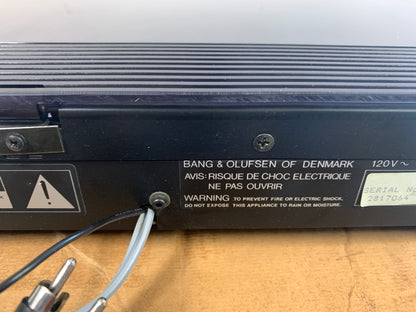 BANG & OLUFSEN OF DENMARK 120V~
AVIS: RISQUE DE CHOC ELECTRIQUE
NE PAS OUVRIR
WARNING TO PREVENT FIRE OR ELECTRIC SHOCK,
DO NOT EXPOSE THIS APPLIANCE TO RAIN OR MOISTURE.
SERIAL NO
2817064